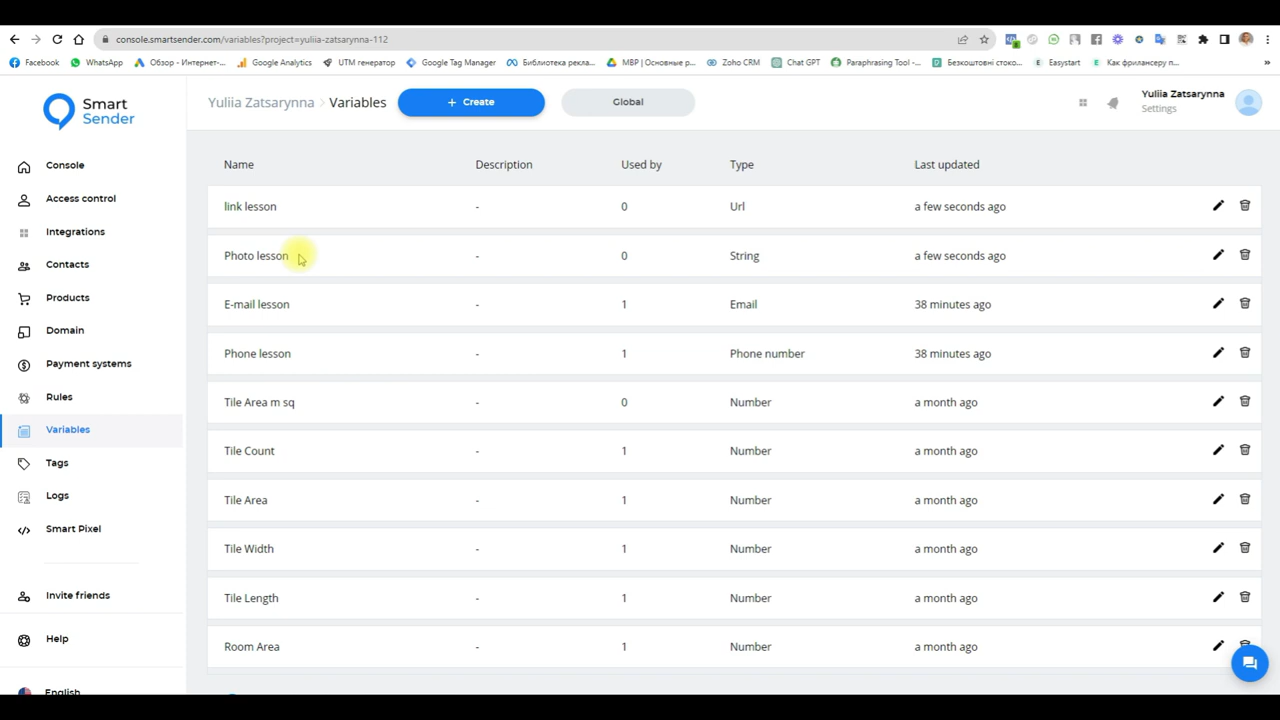 console.smartsender.com/variables?project=yuliia-zatsarynna-112
Facebook WhatsApp Обзор - Интернет-... Google Analytics UTM генератор Google Tag Manager Библиотека рекла... МВР | Основные р... Zoho CRM Chat GPT Paraphrasing Tool -... Безкоштовні стоко... Easystart Как фрилансеру п... »
Smart
Sender
Yuliia Zatsarynna > Variables
+ Create
Global
Yuliia Zatsarynna
Settings
Console
Access control
Integrations
Contacts
Products
Domain
Payment systems
Rules
Variables
Tags
Logs
Smart Pixel
Invite friends
Help
English
Name Description Used by Type Last updated
link lesson - 0 Url a few seconds ago
Photo lesson - 0 String a few seconds ago
E-mail lesson - 1 Email 38 minutes ago
Phone lesson - 1 Phone number 38 minutes ago
Tile Area m sq - 0 Number a month ago
Tile Count - 1 Number a month ago
Tile Area - 1 Number a month ago
Tile Width - 1 Number a month ago
Tile Length - 1 Number a month ago
Room Area - 1 Number a month ago